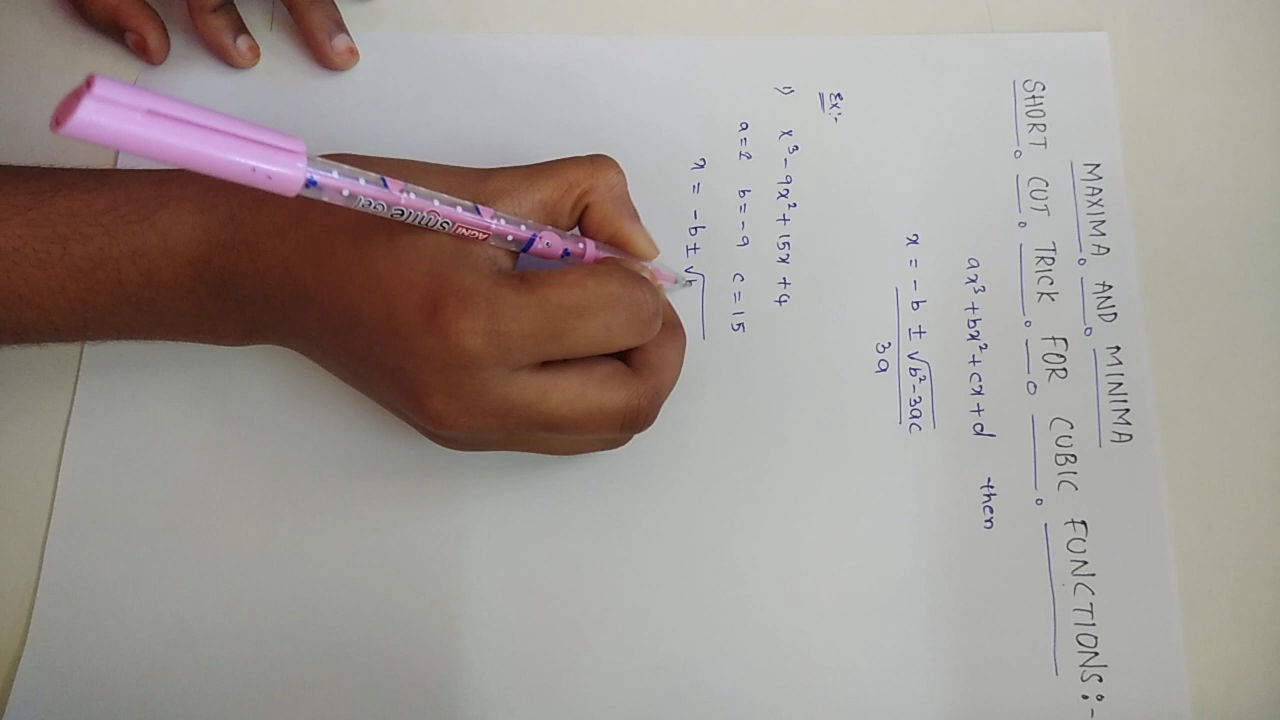 MAXIMA AND MINIMA
SHORT CUT TRICK FOR CUBIC FUNCTIONS:-
ax³+bx²+cx+d then
x = -b ± √b²-3ac
3a
Ex:-
1) x³-9x²+15x+4
a=1 b=-9 c=15
x = -b ± √b
AGNI smile Gel